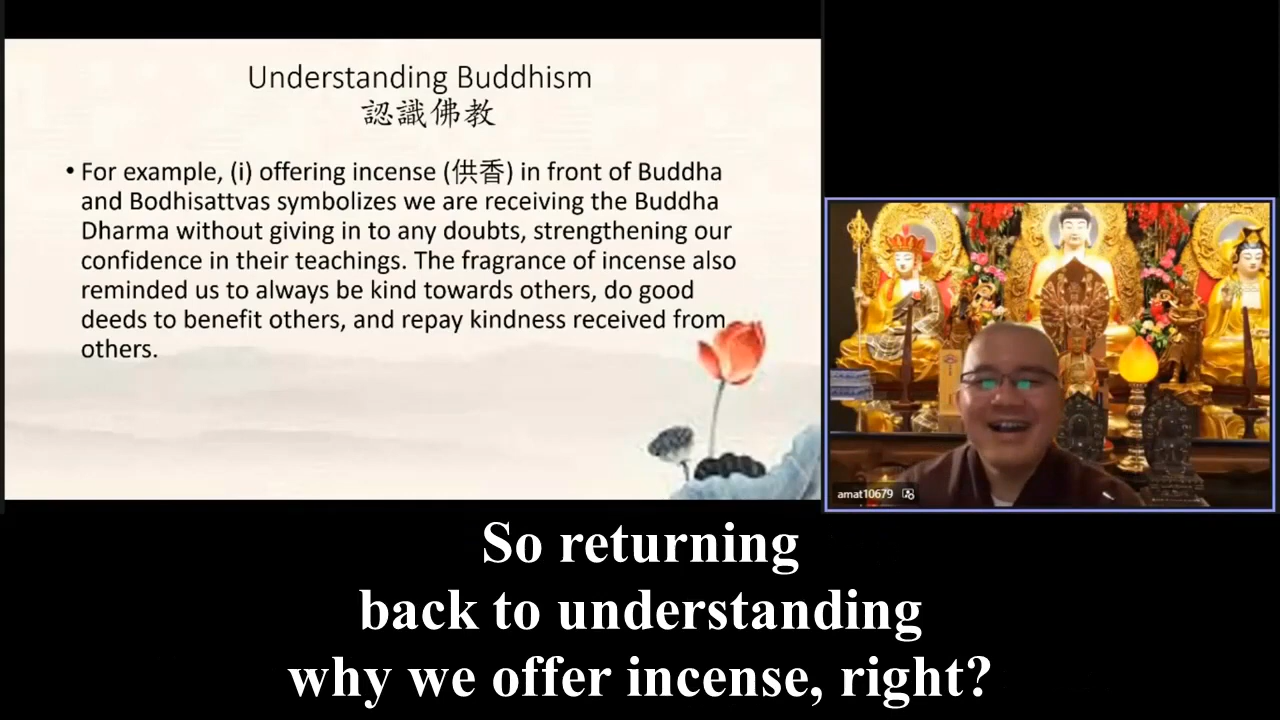 Understanding Buddhism
認識佛教
• For example, (i) offering incense (供香) in front of Buddha
and Bodhisattvas symbolizes we are receiving the Buddha
Dharma without giving in to any doubts, strengthening our
confidence in their teachings. The fragrance of incense also
reminded us to always be kind towards others, do good
deeds to benefit others, and repay kindness received from
others.
amat10679
So returning
back to understanding
why we offer incense, right?